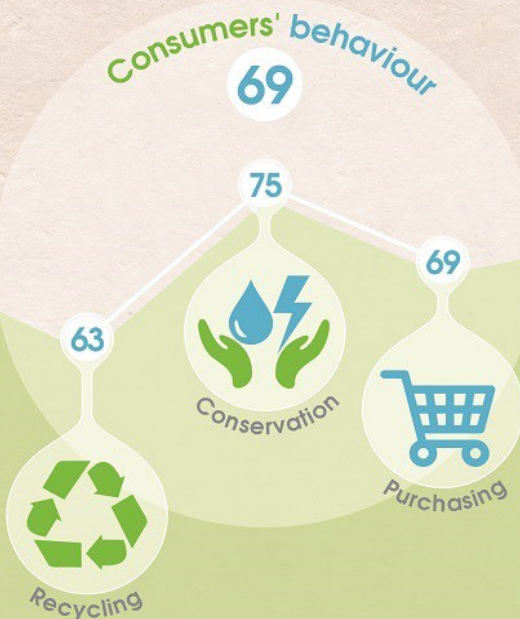 Consumers' behaviour
69
75
69
63
Conservation
Purchasing
Recycling